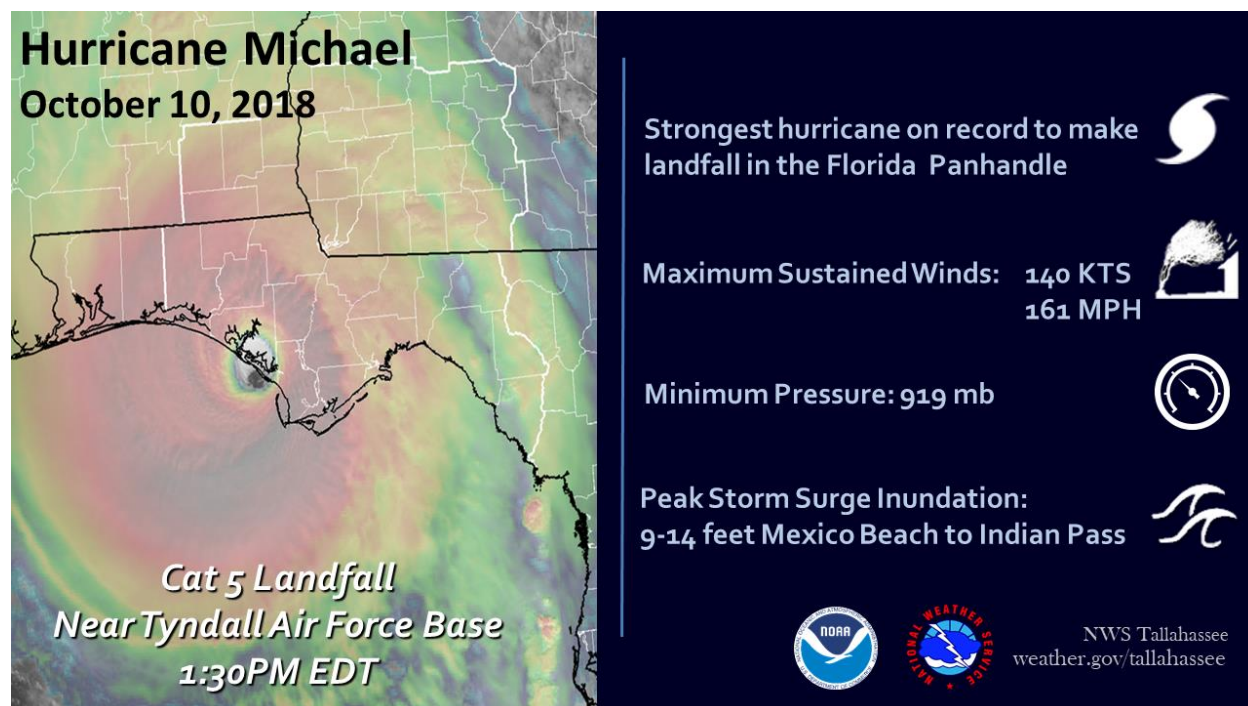 Hurricane Michael
October 10, 2018
Cat 5 Landfall
Near Tyndall Air Force Base
1:30PM EDT
Strongest hurricane on record to make
landfall in the Florida Panhandle
Maximum Sustained Winds: 140 KTS
161 MPH
Minimum Pressure: 919 mb
Peak Storm Surge Inundation:
9-14 feet Mexico Beach to Indian Pass
NOAA
NATIONAL WEATHER SERVICE
NWS Tallahassee
weather.gov/tallahassee